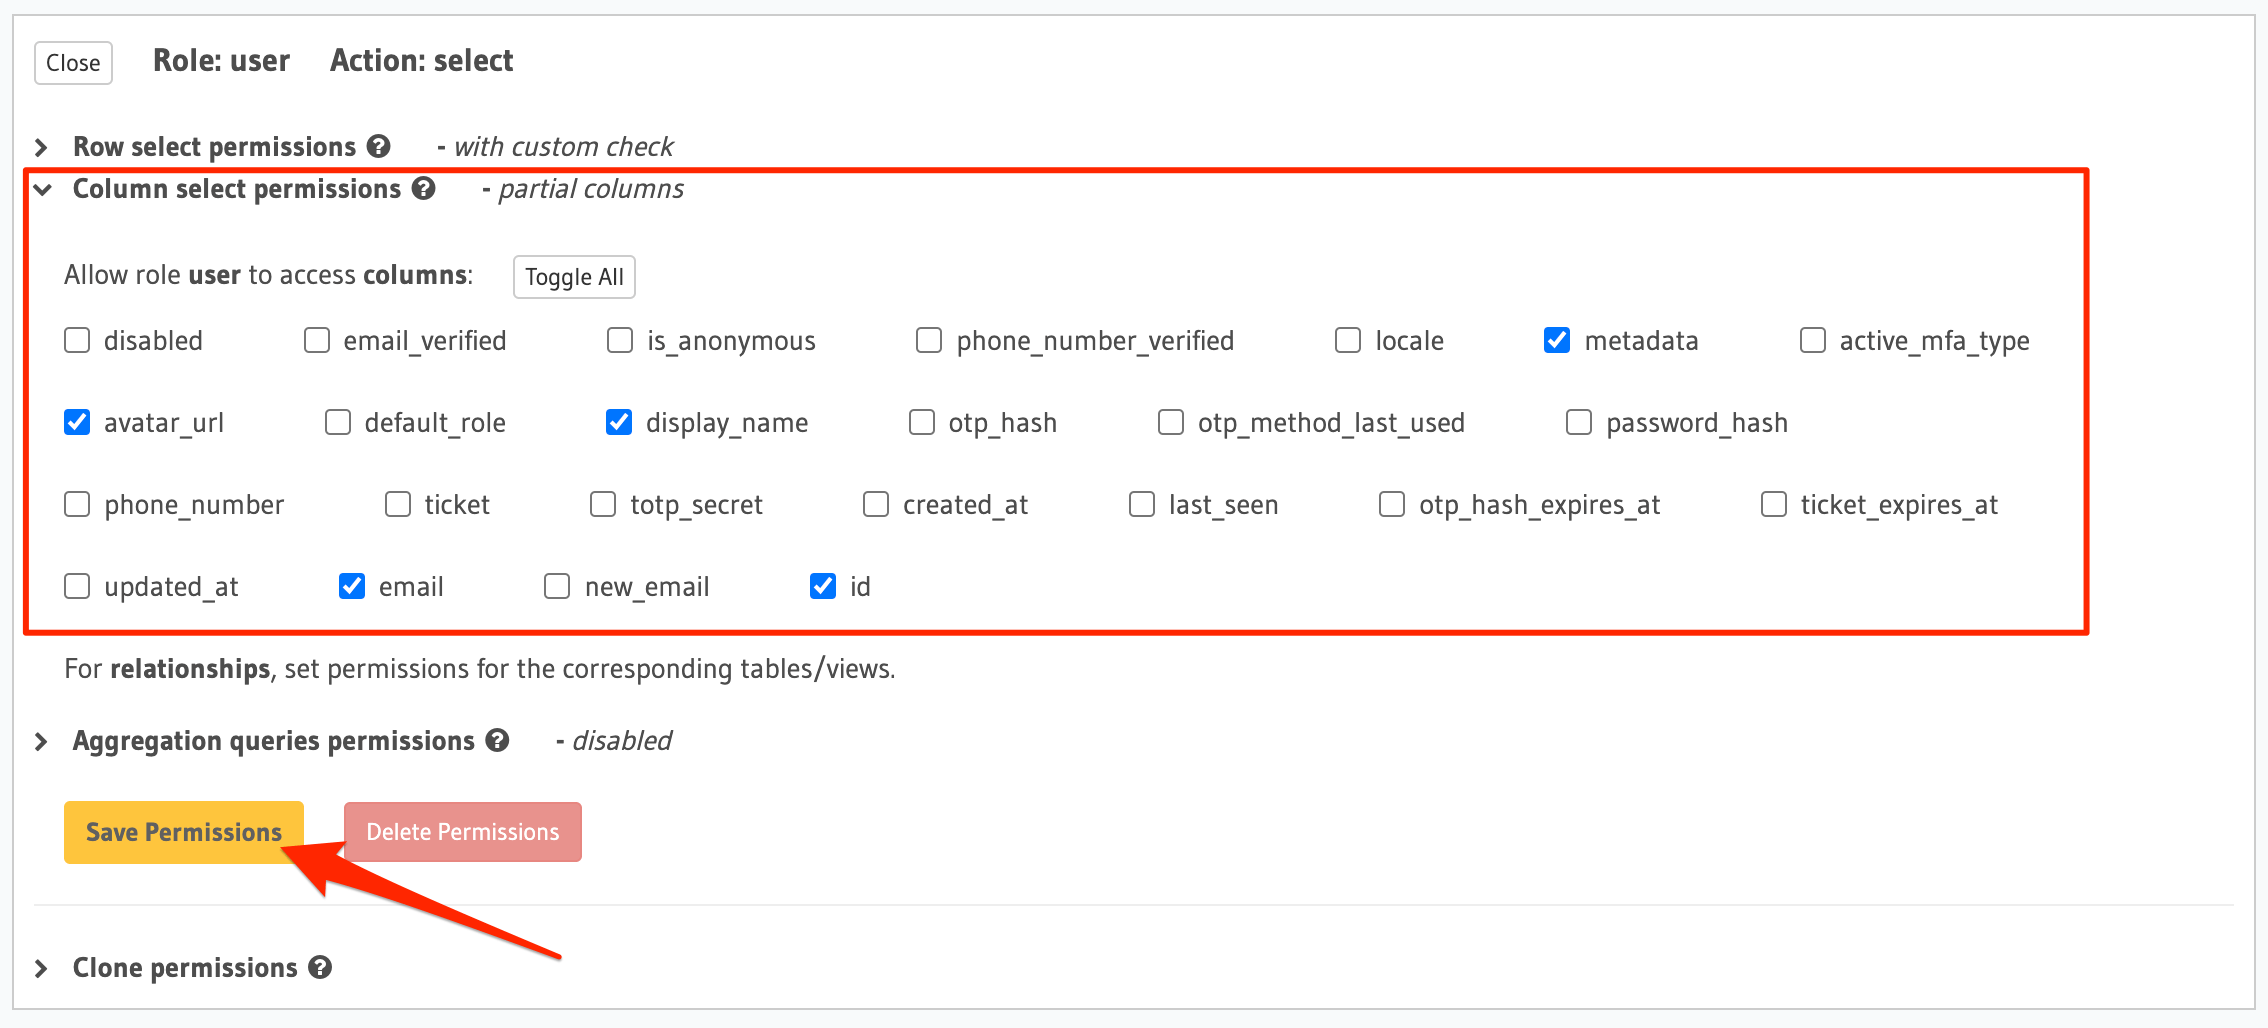 Close Role: user Action: select
Row select permissions ? - with custom check
Column select permissions ? - partial columns
Allow role user to access columns: Toggle All
disabled email_verified is_anonymous phone_number_verified locale metadata active_mfa_type
avatar_url default_role display_name otp_hash otp_method_last_used password_hash
phone_number ticket totp_secret created_at last_seen otp_hash_expires_at ticket_expires_at
updated_at email new_email id
For relationships, set permissions for the corresponding tables/views.
Aggregation queries permissions ? - disabled
Save Permissions Delete Permissions
Clone permissions ?